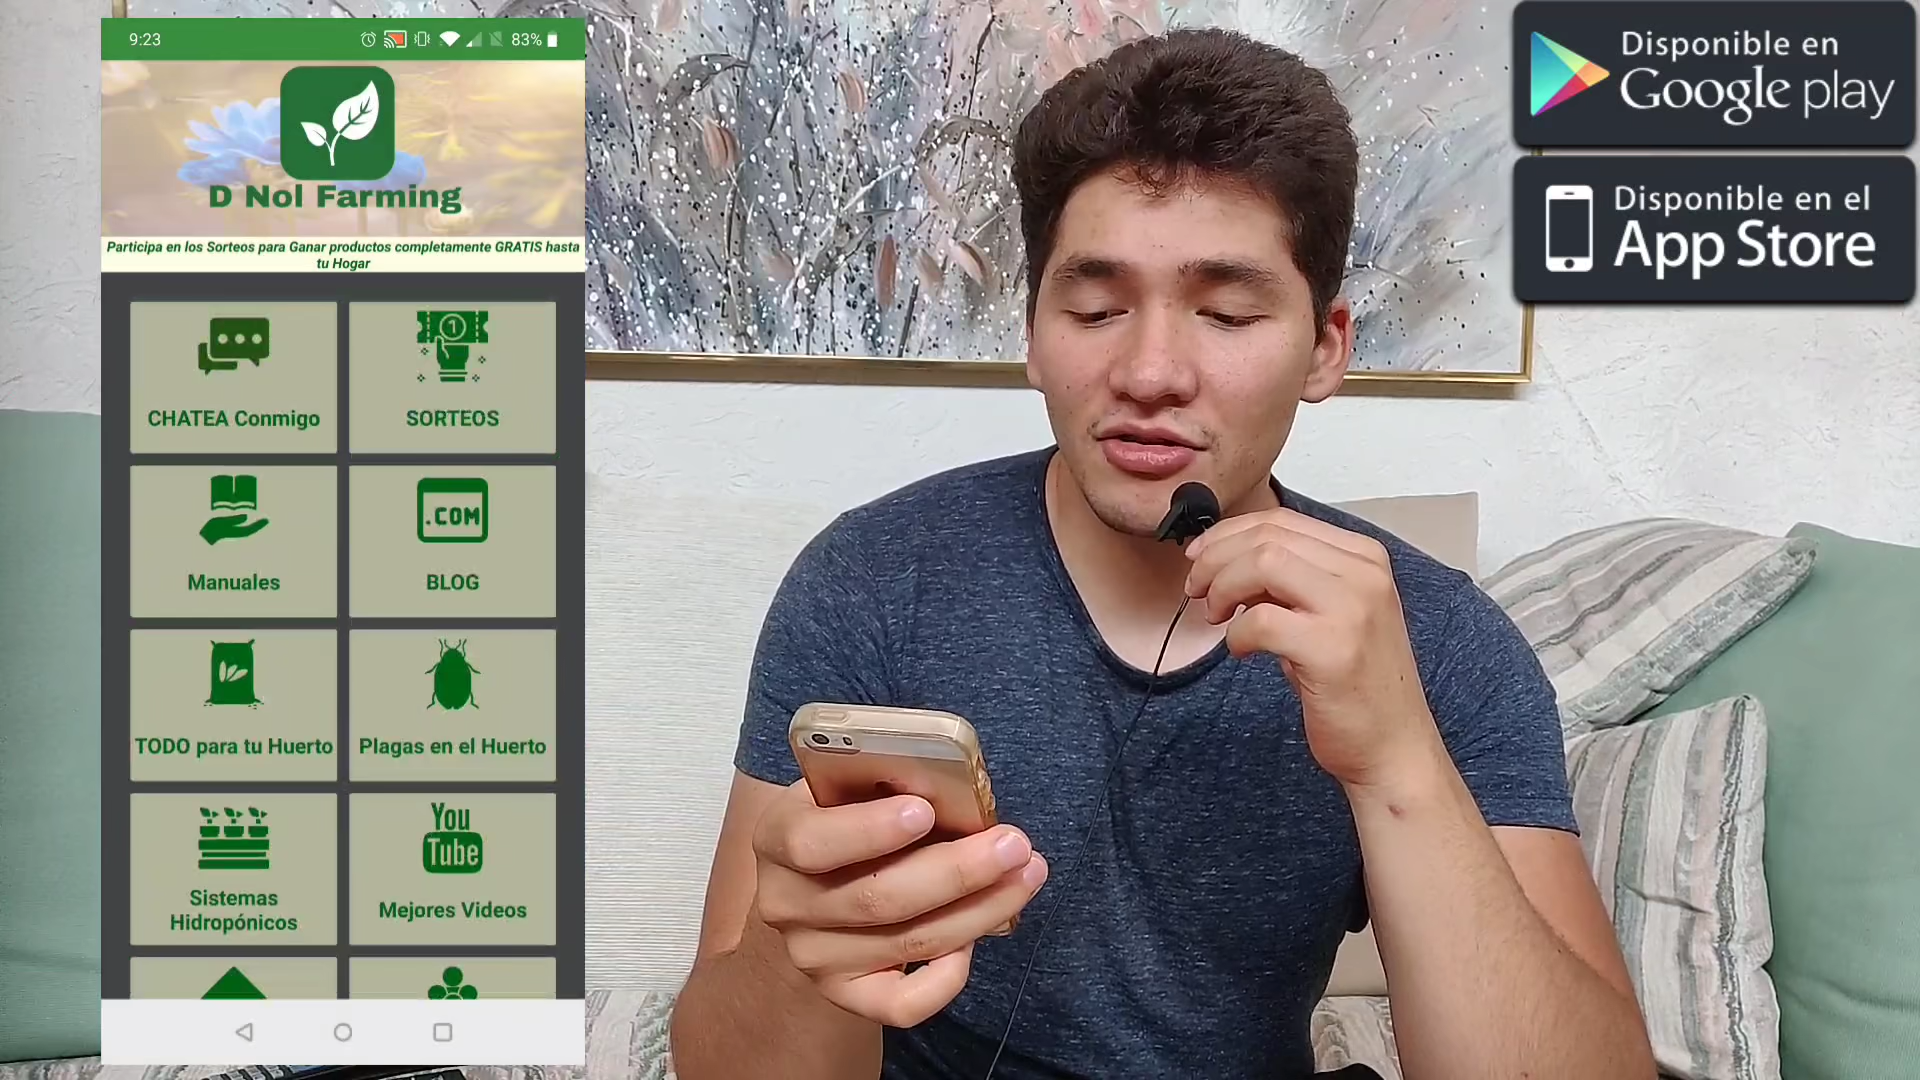 9:23
83%
D Nol Farming
Participa en los Sorteos para Ganar productos completamente GRATIS hasta
tu Hogar
CHATEA Conmigo
1
SORTEOS
Manuales
.COM
BLOG
TODO para tu Huerto
Plagas en el Huerto
Sistemas
Hidropónicos
You
Tube
Mejores Videos
Disponible en
Google play
Disponible en el
App Store